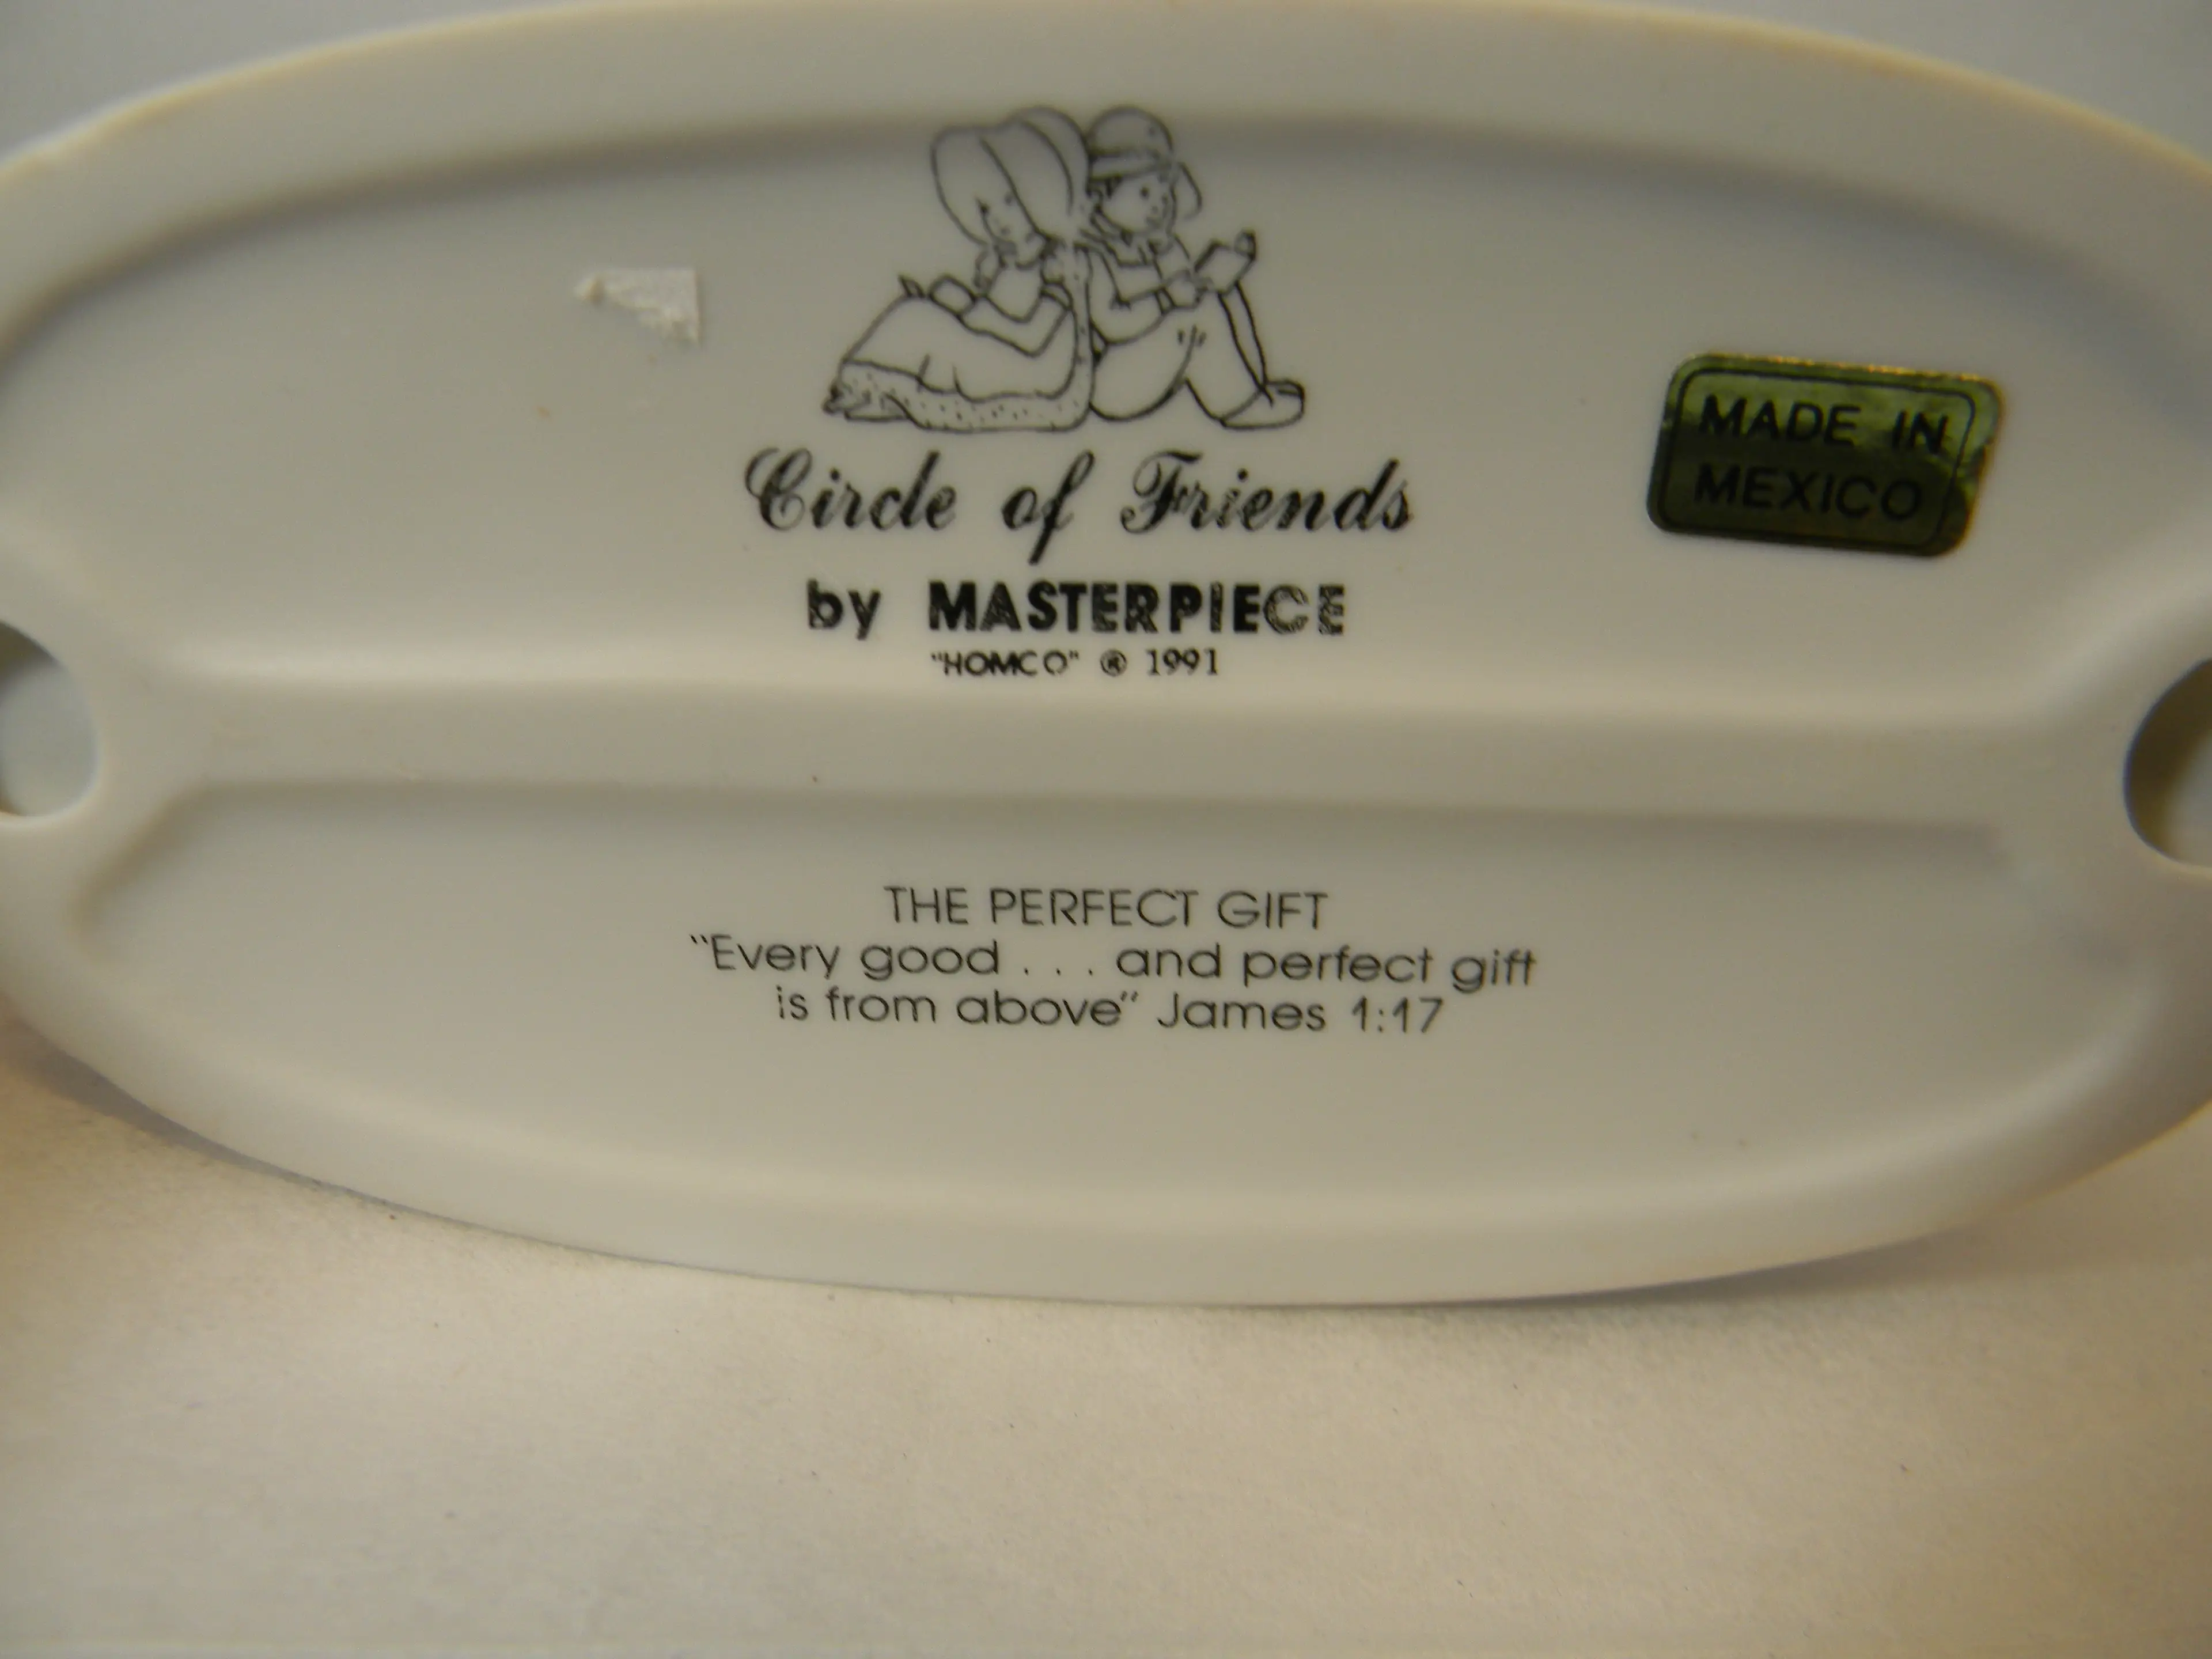 Circle of Friends
by MASTERPIECE
"HOMCO" ® 1991
MADE IN
MEXICO
THE PERFECT GIFT
"Every good . . . and perfect gift
is from above" James 1:17